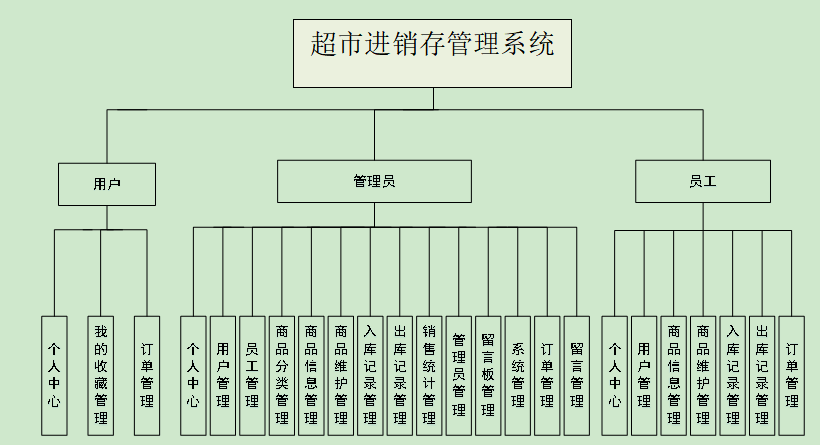 超市进销存管理系统
用户
管理员
员工
个人中心
我的收藏管理
订单管理
个人中心
用户管理
员工管理
商品分类管理
商品信息管理
商品维护管理
入库记录管理
出库记录管理
销售统计管理
管理员管理
留言板管理
系统管理
订单管理
留言管理
个人中心
用户管理
商品信息管理
商品维护管理
入库记录管理
出库记录管理
订单管理